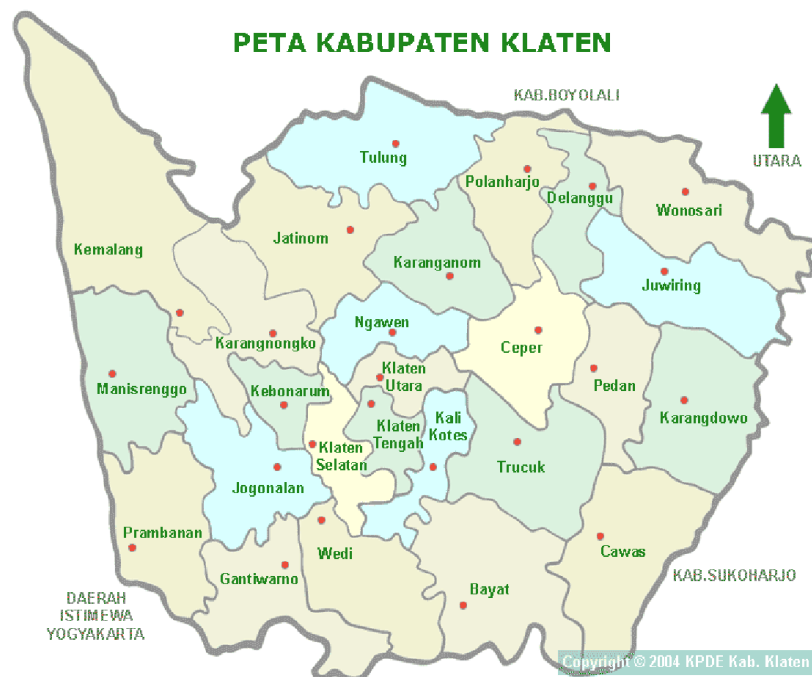 PETA KABUPATEN KLATEN
KAB.BOYOLALI
UTARA
Tulung
Polanharjo
Delanggu
Wonosari
Jatinom
Kemalang
Karanganom
Juwiring
Ngawen
Karangnongko
Ceper
Klaten
Utara
Manisrenggo
Kebonarum
Pedan
Karangdowo
Kali
Kotes
Klaten
Tengah
Klaten
Selatan
Trucuk
Jogonalan
Prambanan
Wedi
Cawas
Gantiwarno
Bayat
KAB.SUKOHARJO
DAERAH
ISTIMEWA
YOGYAKARTA
Copyright © 2004 KPDE Kab. Klaten